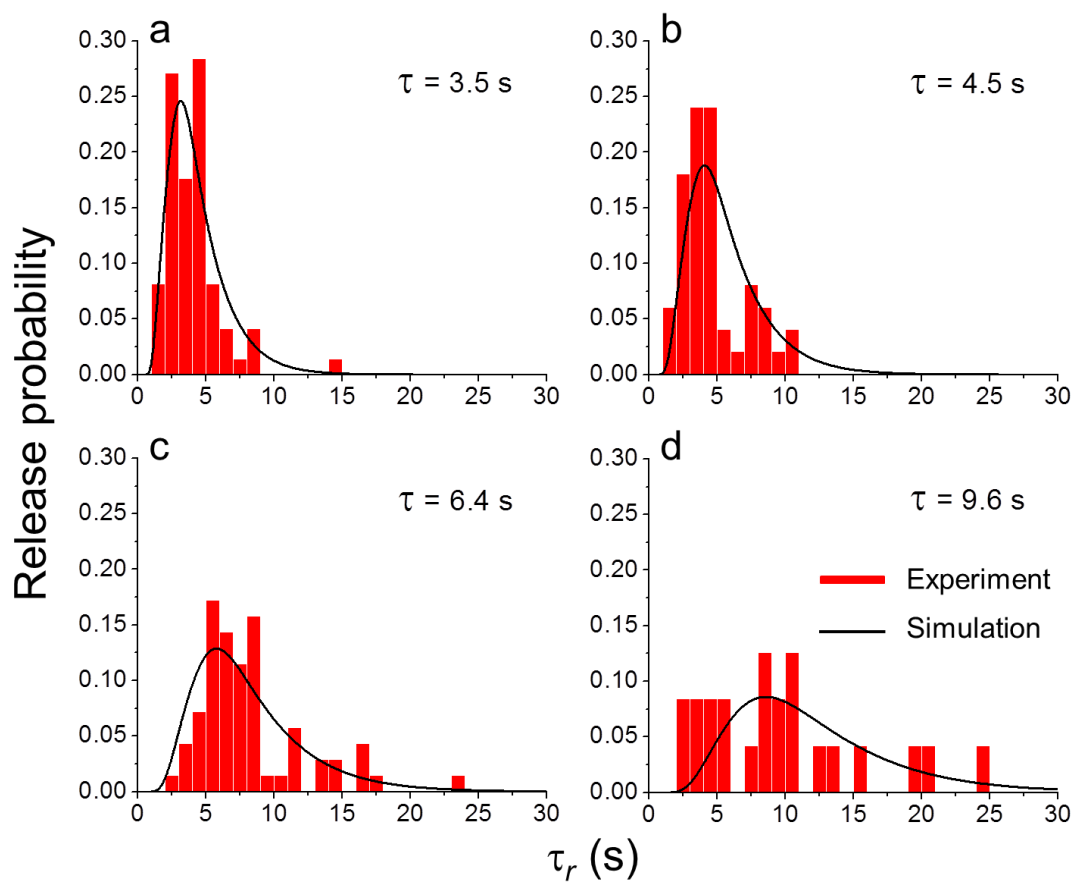 Release probability
a
τ = 3.5 s
0.30
0.25
0.20
0.15
0.10
0.05
0.00
0 5 10 15 20 25 30
b
τ = 4.5 s
0.30
0.25
0.20
0.15
0.10
0.05
0.00
0 5 10 15 20 25 30
c
τ = 6.4 s
0.30
0.25
0.20
0.15
0.10
0.05
0.00
0 5 10 15 20 25 30
d
τ = 9.6 s
Experiment
Simulation
0.30
0.25
0.20
0.15
0.10
0.05
0.00
0 5 10 15 20 25 30
τr (s)